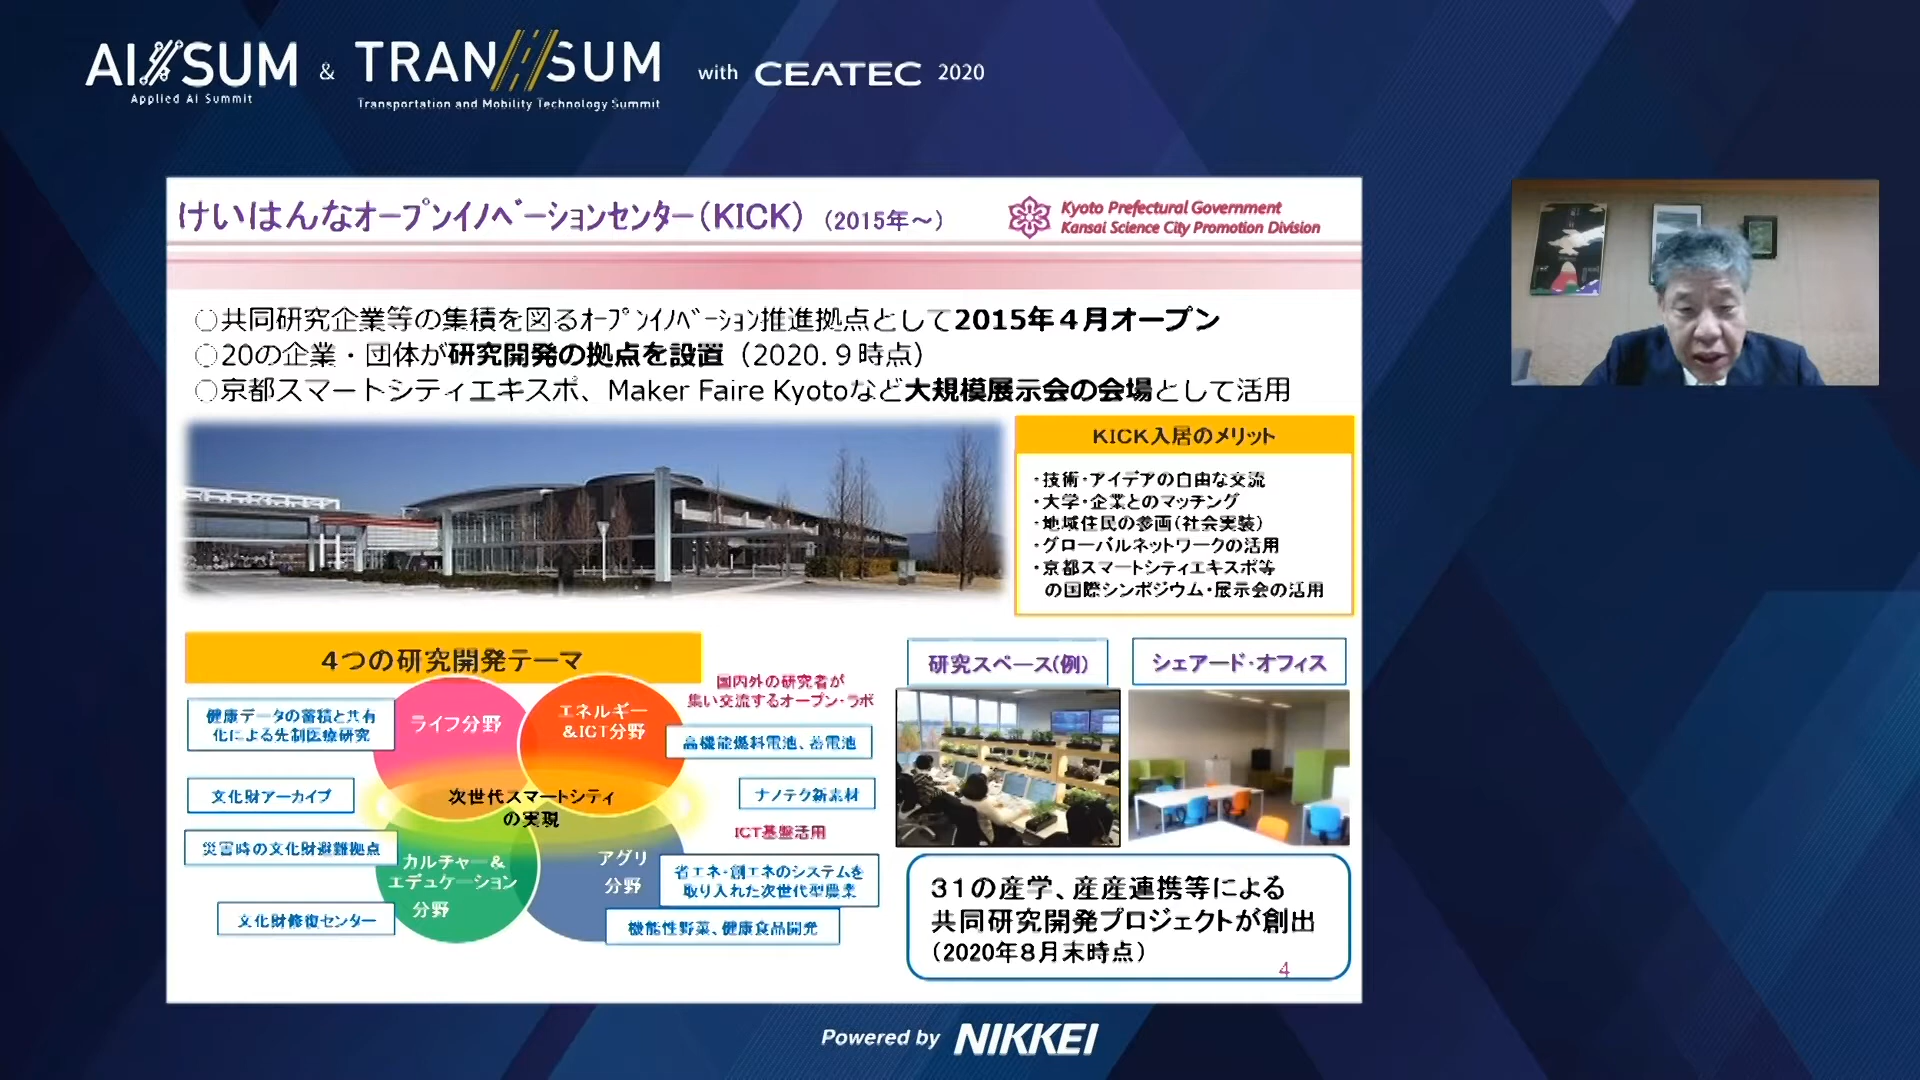 AI//SUM & TRAN//SUM with CEATEC 2020
Applied AI Summit
Transportation and Mobility Technology Summit
けいはんなオープンイノベーションセンター(KICK) (2015年~)
Kyoto Prefectural Government
Kansai Science City Promotion Division
○共同研究企業等の集積を図るオープンイノベーション推進拠点として2015年4月オープン
○20の企業・団体が研究開発の拠点を設置(2020.9時点)
○京都スマートシティエキスポ、Maker Faire Kyotoなど大規模展示会の会場として活用
KICK入居のメリット
・技術・アイデアの自由な交流
・大学・企業とのマッチング
・地域住民の参画(社会実装)
・グローバルネットワークの活用
・京都スマートシティエキスポ等
の国際シンポジウム・展示会の活用
4つの研究開発テーマ
国内外の研究者が
集い交流するオープン・ラボ
健康データの蓄積と共有
化による先制医療研究
ライフ分野
エネルギー
&ICT分野
高機能燃料電池、蓄電池
文化財アーカイブ
次世代スマートシティ
の実現
ナノテク新素材
ICT基盤活用
災害時の文化財避難拠点
カルチャー&
エデュケーション
分野
アグリ
分野
省エネ・創エネのシステムを
取り入れた次世代型農業
文化財修復センター
機能性野菜、健康食品開発
研究スペース(例)
シェアード・オフィス
31の産学、産産連携等による
共同研究開発プロジェクトが創出
(2020年8月末時点)
4
Powered by NIKKEI